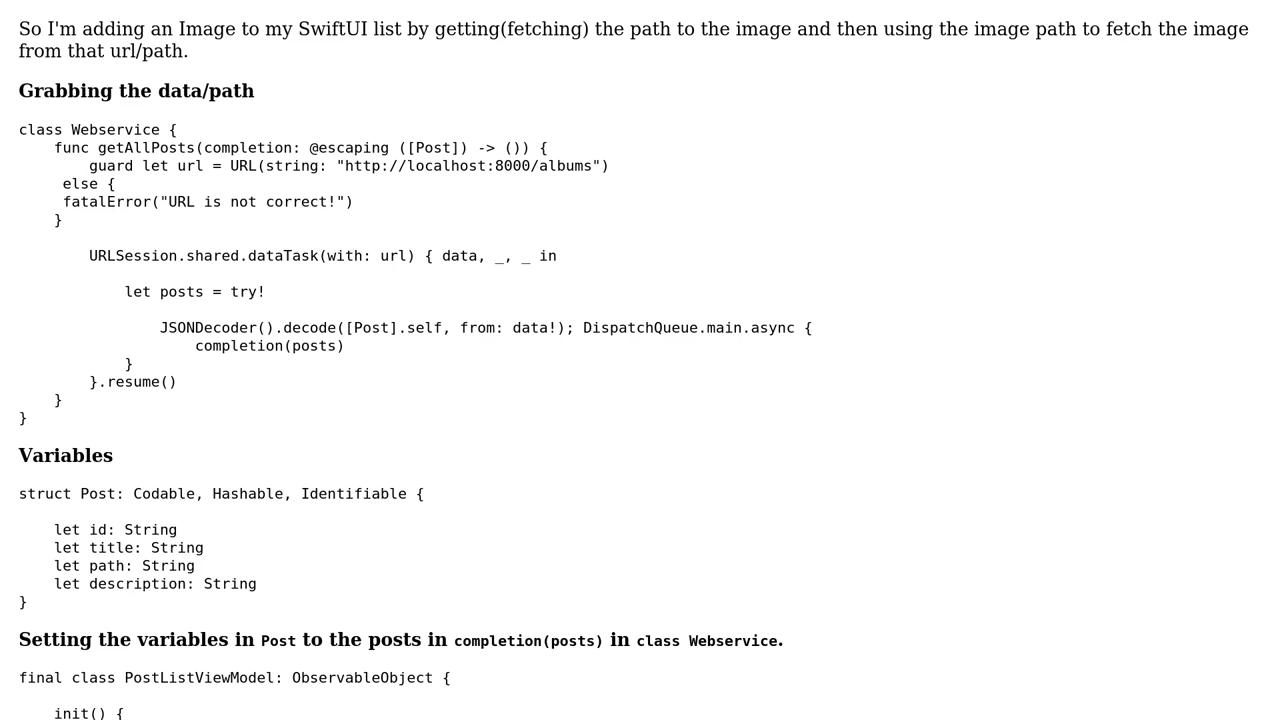 So I'm adding an Image to my SwiftUI list by getting(fetching) the path to the image and then using the image path to fetch the image
from that url/path.
Grabbing the data/path
class Webservice {
    func getAllPosts(completion: @escaping ([Post]) -> ()) {
        guard let url = URL(string: "http://localhost:8000/albums")
     else {
     fatalError("URL is not correct!")
    }
        URLSession.shared.dataTask(with: url) { data, _, _ in
            let posts = try!
                JSONDecoder().decode([Post].self, from: data!); DispatchQueue.main.async {
                    completion(posts)
            }
        }.resume()
    }
}
Variables
struct Post: Codable, Hashable, Identifiable {
    let id: String
    let title: String
    let path: String
    let description: String
}
Setting the variables in Post to the posts in completion(posts) in class Webservice.
final class PostListViewModel: ObservableObject {
    init() {